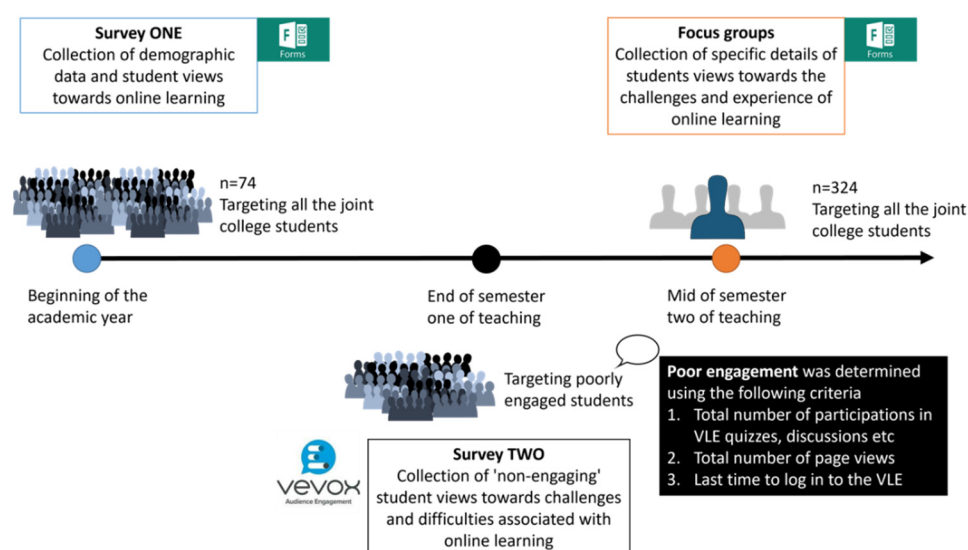 Survey ONE
Collection of demographic
data and student views
towards online learning
Forms
Focus groups
Collection of specific details of
students views towards the
challenges and experience of
online learning
Forms
n=74
Targeting all the joint
college students
n=324
Targeting all the joint
college students
Beginning of the
academic year
End of semester
one of teaching
Mid of semester
two of teaching
Targeting poorly
engaged students
Poor engagement was determined
using the following criteria
1. Total number of participations in
VLE quizzes, discussions etc
2. Total number of page views
3. Last time to log in to the VLE
vevox
Audience Engagement
Survey TWO
Collection of 'non-engaging'
student views towards challenges
and difficulties associated with
online learning